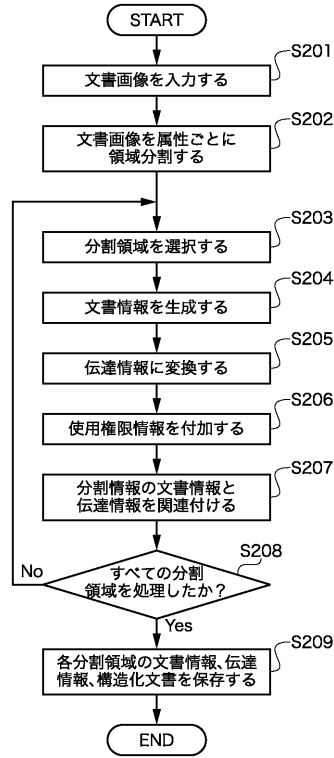 START
S201
文書画像を入力する
S202
文書画像を属性ごとに
領域分割する
S203
分割領域を選択する
S204
文書情報を生成する
S205
伝達情報に変換する
S206
使用権限情報を付加する
S207
分割情報の文書情報と
伝達情報を関連付ける
S208
すべての分割
領域を処理したか？
No
Yes
S209
各分割領域の文書情報、伝達
情報、構造化文書を保存する
END